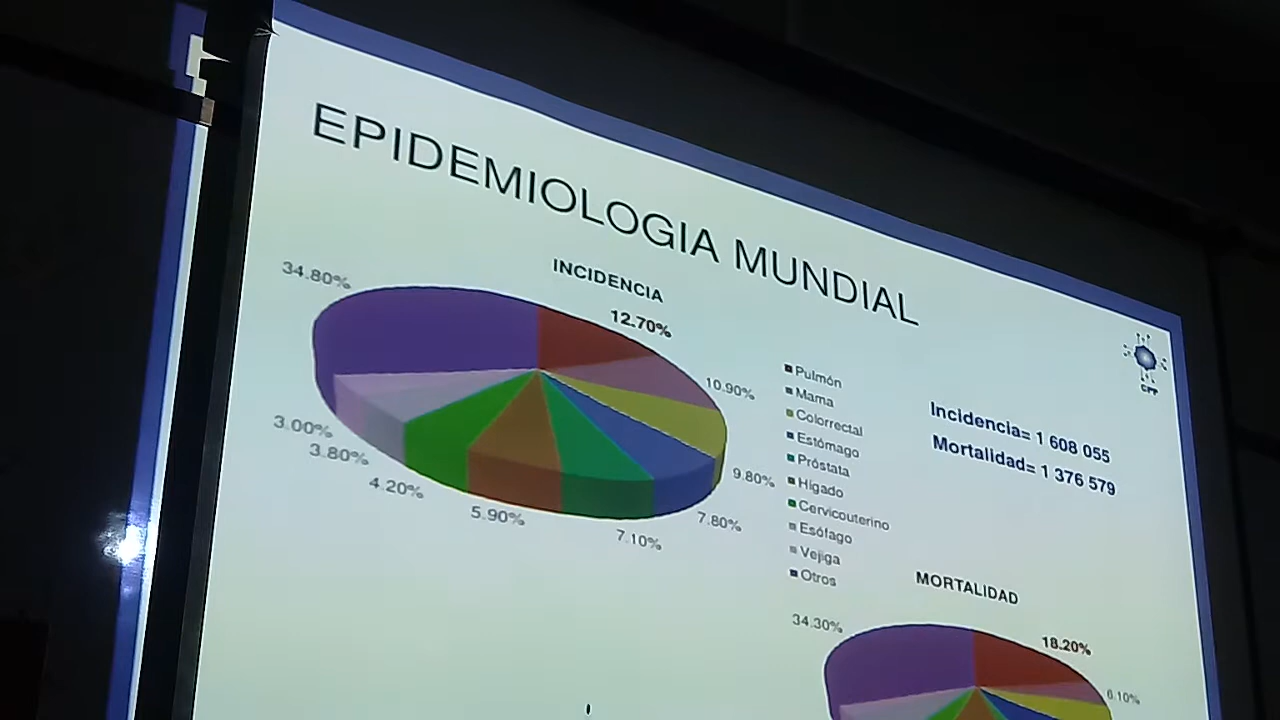 EPIDEMIOLOGIA MUNDIAL
INCIDENCIA
34.80%
12.70%
10.90%
9.80%
7.80%
7.10%
5.90%
4.20%
3.80%
3.00%
Pulmón
Mama
Colorrectal
Estómago
Próstata
Hígado
Cervicouterino
Esófago
Vejiga
Otros
Incidencia= 1 608 055
Mortalidad= 1 376 579
CPP
MORTALIDAD
34.30%
18.20%
6.10%